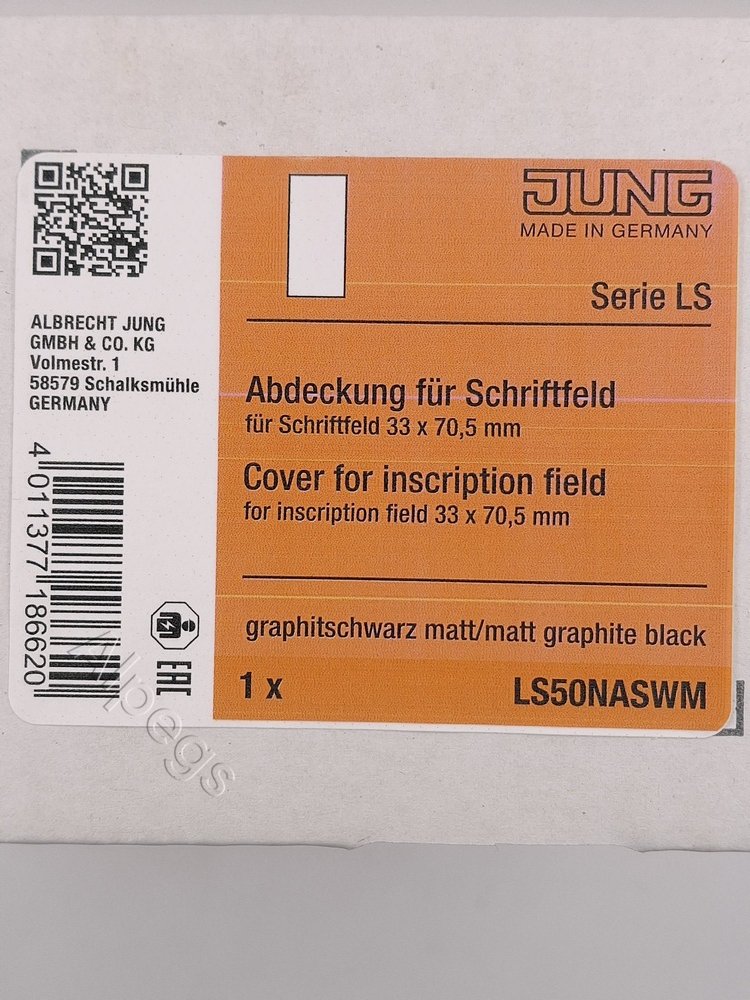 ALBRECHT JUNG
GMBH & CO. KG
Volmestr. 1
58579 Schalksmühle
GERMANY
4 011377 186620
EAC
JUNG
MADE IN GERMANY
Serie LS
Abdeckung für Schriftfeld
für Schriftfeld 33 x 70,5 mm
Cover for inscription field
for inscription field 33 x 70,5 mm
graphitschwarz matt/matt graphite black
1 x
LS50NASWM